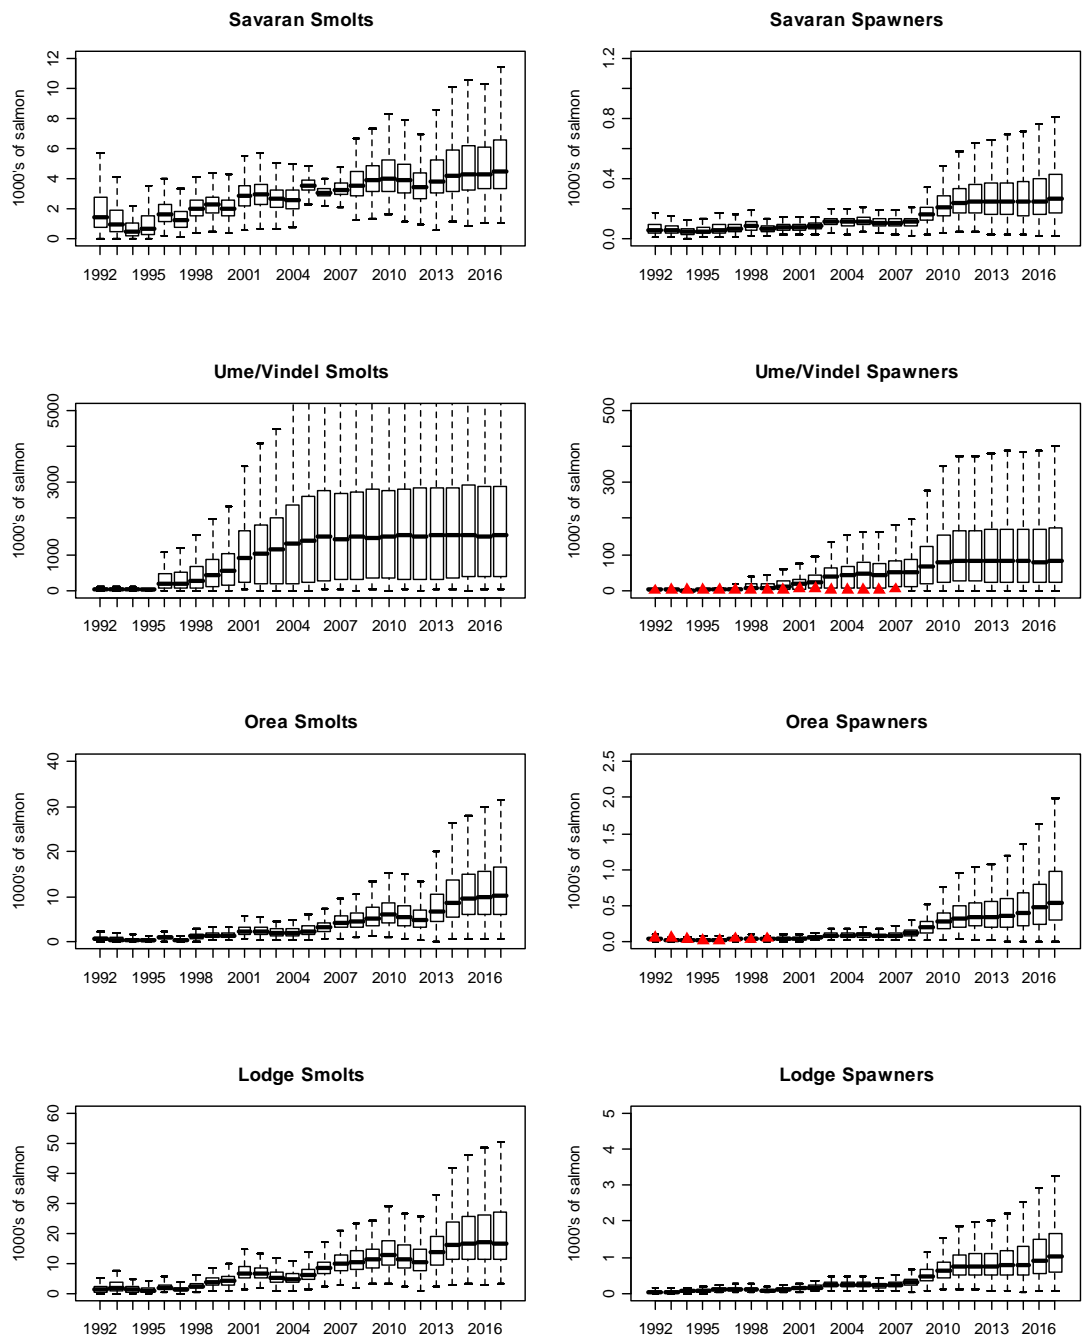 Savaran Smolts
1000's of salmon
0 2 4 6 8 10 12
1992 1995 1998 2001 2004 2007 2010 2013 2016
Savaran Spawners
1000's of salmon
0.0 0.4 0.8 1.2
1992 1995 1998 2001 2004 2007 2010 2013 2016
Ume/Vindel Smolts
1000's of salmon
0 1000 3000 5000
1992 1995 1998 2001 2004 2007 2010 2013 2016
Ume/Vindel Spawners
1000's of salmon
0 100 300 500
1992 1995 1998 2001 2004 2007 2010 2013 2016
Orea Smolts
1000's of salmon
0 10 20 30 40
1992 1995 1998 2001 2004 2007 2010 2013 2016
Orea Spawners
1000's of salmon
0.0 0.5 1.0 1.5 2.0 2.5
1992 1995 1998 2001 2004 2007 2010 2013 2016
Lodge Smolts
1000's of salmon
0 10 20 30 40 50 60
1992 1995 1998 2001 2004 2007 2010 2013 2016
Lodge Spawners
1000's of salmon
0 1 2 3 4 5
1992 1995 1998 2001 2004 2007 2010 2013 2016